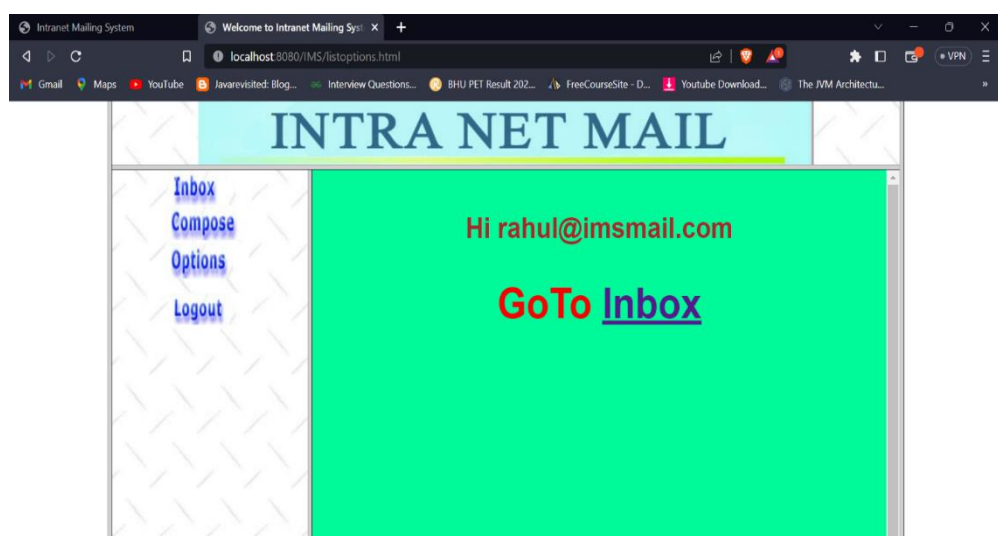 Intranet Mailing System
Welcome to Intranet Mailing Syst
localhost:8080/IMS/listoptions.html
VPN
Gmail Maps YouTube Javarevisited: Blog... Interview Questions... BHU PET Result 202... FreeCourseSite - D... Youtube Download... The JVM Architectu... »
INTRA NET MAIL
Inbox
Compose
Options
Logout
Hi rahul@imsmail.com
GoTo Inbox